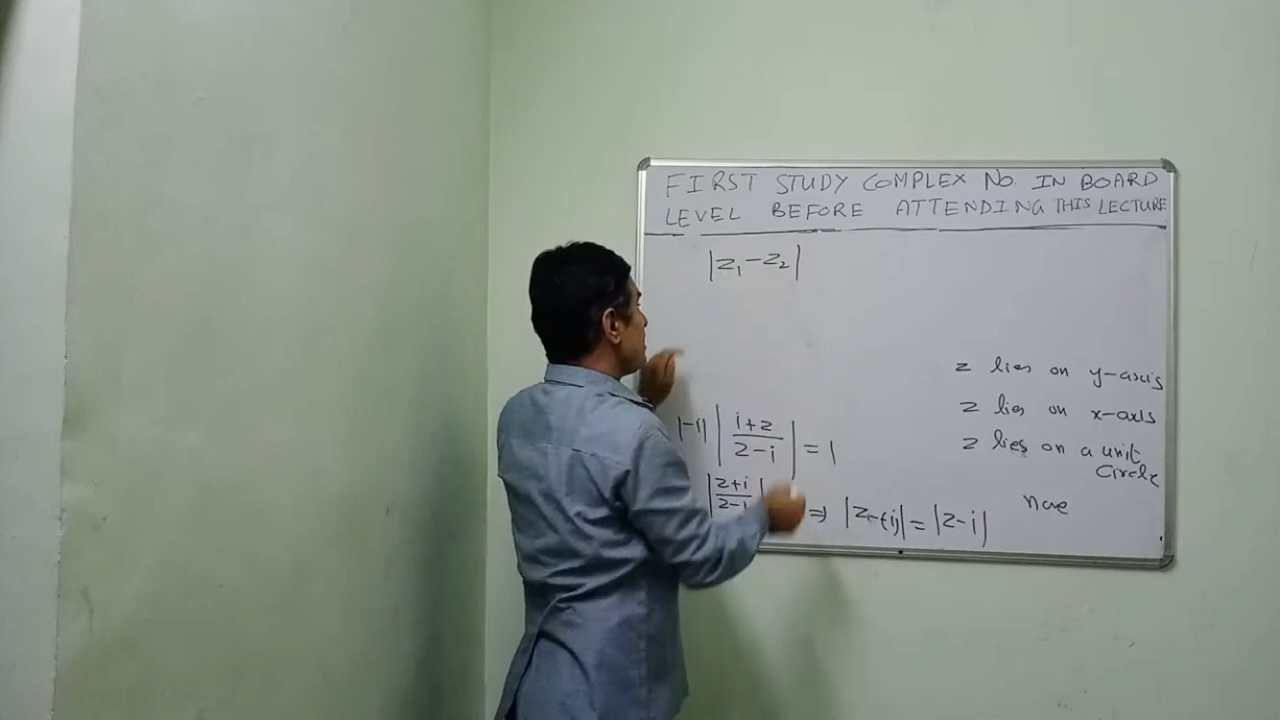 FIRST STUDY COMPLEX NO. IN BOARD
LEVEL BEFORE ATTENDING THIS LECTURE
|z₁-z₂|
z lies on y-axis
z lies on x-axis
z lies on a unit
circle
None
|-i| |(i+z)/(z-i)| = 1
|(z+i)/(z-i)| ⇒ |z-(-i)| = |z-i|